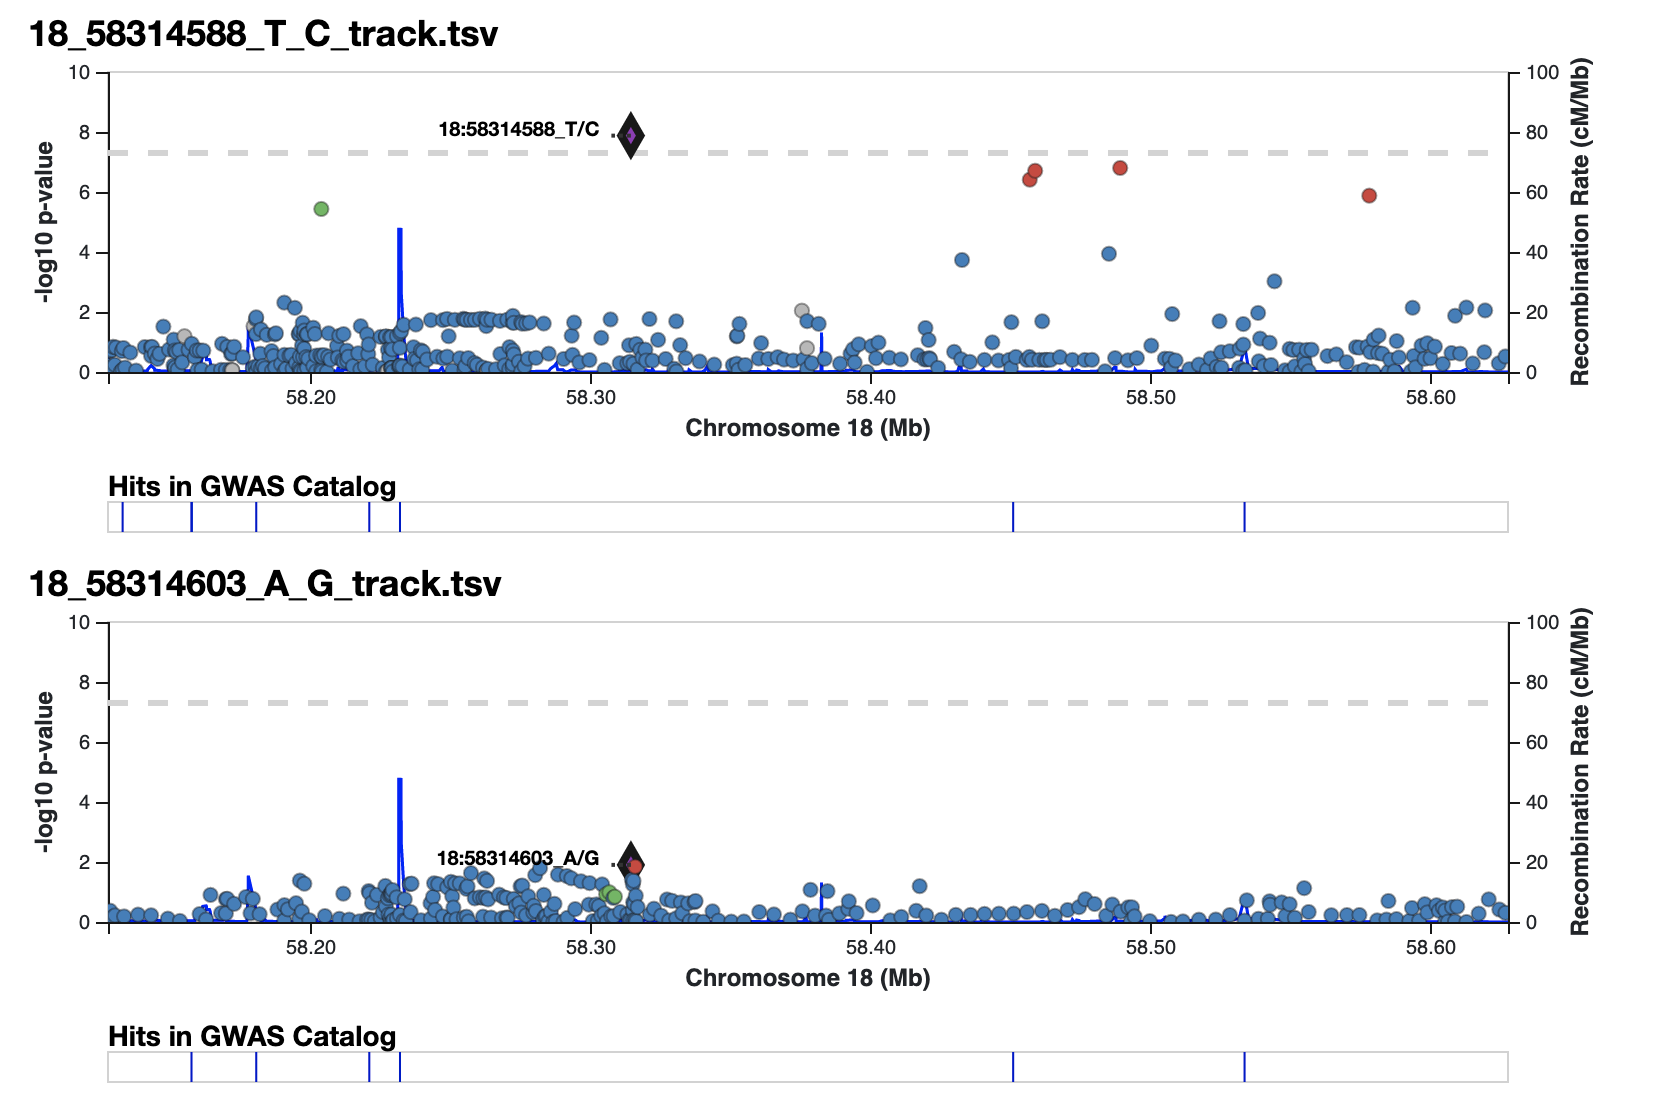 18_58314588_T_C_track.tsv
10
8
6
4
2
0
-log10 p-value
18:58314588_T/C
100
80
60
40
20
0
Recombination Rate (cM/Mb)
58.20 58.30 58.40 58.50 58.60
Chromosome 18 (Mb)
Hits in GWAS Catalog
18_58314603_A_G_track.tsv
10
8
6
4
2
0
-log10 p-value
18:58314603_A/G
100
80
60
40
20
0
Recombination Rate (cM/Mb)
58.20 58.30 58.40 58.50 58.60
Chromosome 18 (Mb)
Hits in GWAS Catalog